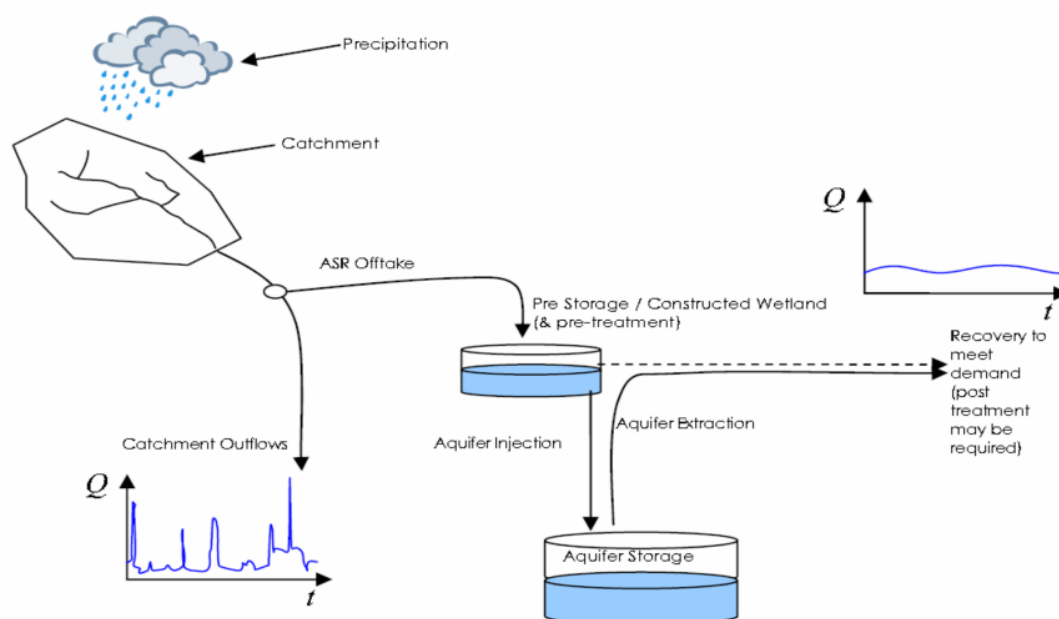 Precipitation
Catchment
ASR Offtake
Q
t
Pre Storage / Constructed Wetland
(& pre-treatment)
Recovery to
meet
demand
(post
treatment
may be
required)
Aquifer Injection
Aquifer Extraction
Catchment Outflows
Q
t
Aquifer Storage